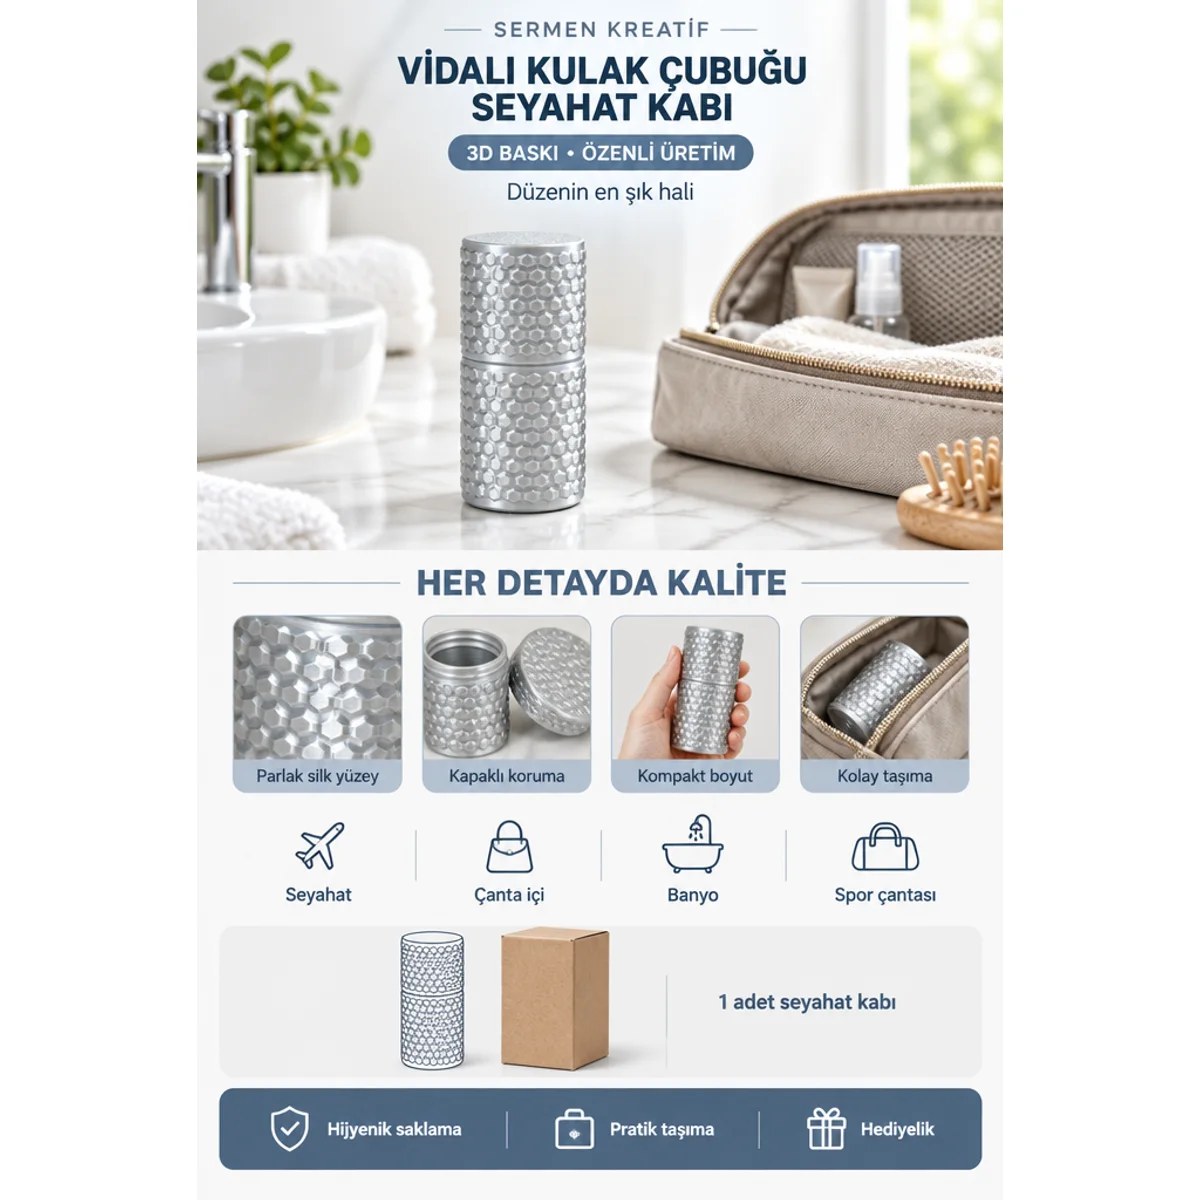 SERMEN KREATİF
VİDALI KULAK ÇUBUĞU
SEYAHAT KABI
3D BASKI • ÖZENLİ ÜRETİM
Düzenin en şık hali
HER DETAYDA KALİTE
Parlak silk yüzey
Kapaklı koruma
Kompakt boyut
Kolay taşıma
Seyahat
Çanta içi
Banyo
Spor çantası
1 adet seyahat kabı
Hijyenik saklama
Pratik taşıma
Hediyelik